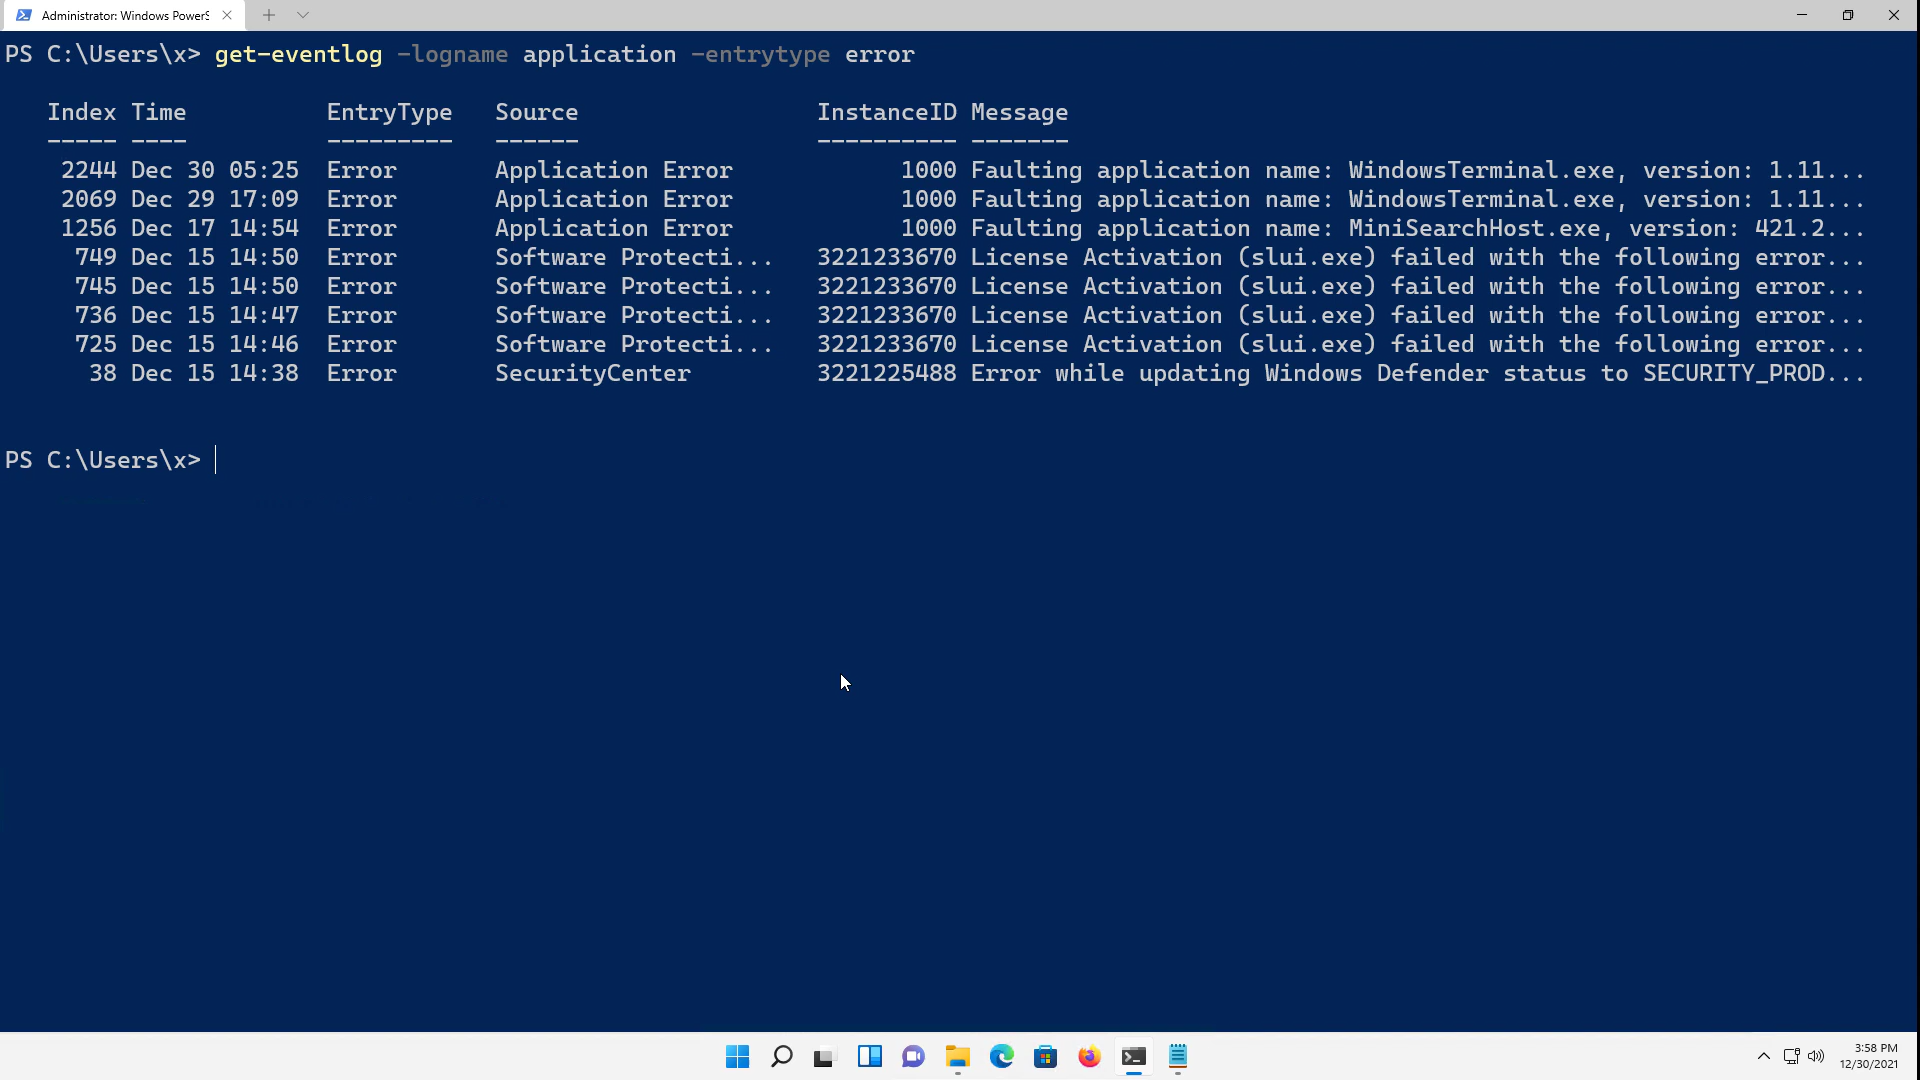 Administrator: Windows PowerS
PS C:\Users\x> get-eventlog -logname application -entrytype error
Index Time EntryType Source InstanceID Message
----- ---- --------- ------ ---------- -------
2244 Dec 30 05:25 Error Application Error 1000 Faulting application name: WindowsTerminal.exe, version: 1.11...
2069 Dec 29 17:09 Error Application Error 1000 Faulting application name: WindowsTerminal.exe, version: 1.11...
1256 Dec 17 14:54 Error Application Error 1000 Faulting application name: MiniSearchHost.exe, version: 421.2...
749 Dec 15 14:50 Error Software Protecti... 3221233670 License Activation (slui.exe) failed with the following error...
745 Dec 15 14:50 Error Software Protecti... 3221233670 License Activation (slui.exe) failed with the following error...
736 Dec 15 14:47 Error Software Protecti... 3221233670 License Activation (slui.exe) failed with the following error...
725 Dec 15 14:46 Error Software Protecti... 3221233670 License Activation (slui.exe) failed with the following error...
38 Dec 15 14:38 Error SecurityCenter 3221225488 Error while updating Windows Defender status to SECURITY_PROD...
PS C:\Users\x>
3:58 PM
12/30/2021